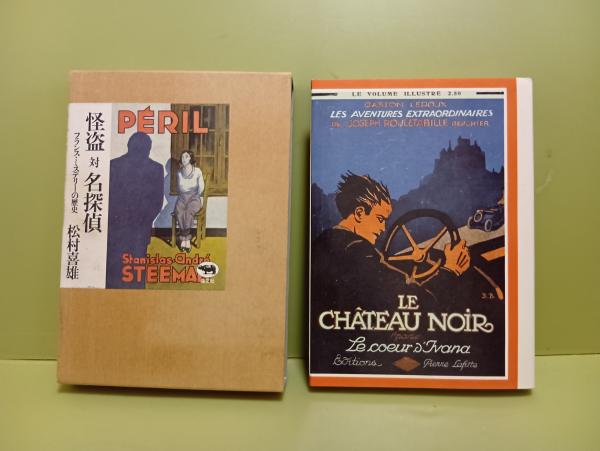 怪盗 対 名探偵
フランス・ミステリーの歴史
松村喜雄
PÉRIL
Stanislas-André
STEEMAN
LE VOLUME ILLUSTRÉ 2.50
GASTON LEROUX
LES AVENTURES EXTRAORDINAIRES
DE JOSEPH ROULETABILLE REPORTER
J.B
LE
CHÂTEAU NOIR
Le coeur d'Ivana
Éditions Pierre Lafitte